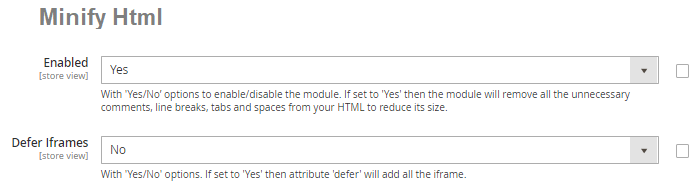 Minify Html
Enabled
[store view]
Yes
With 'Yes/No' options to enable/disable the module. If set to 'Yes' then the module will remove all the unnecessary
comments, line breaks, tabs and spaces from your HTML to reduce its size.
Defer Iframes
[store view]
No
With 'Yes/No' options. If set to 'Yes' then attribute 'defer' will add all the iframe.